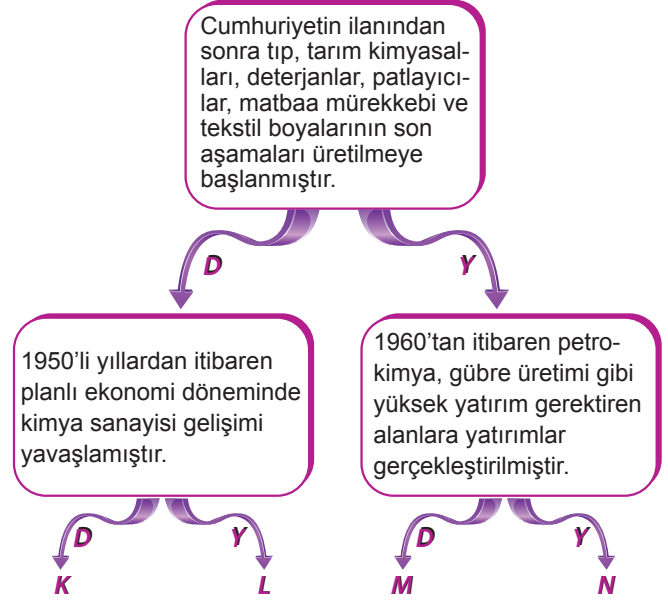 Cumhuriyetin ilanından
sonra tıp, tarım kimyasal-
ları, deterjanlar, patlayıcı-
lar, matbaa mürekkebi ve
tekstil boyalarının son
aşamaları üretilmeye
başlanmıştır.
D
Y
1950’li yıllardan itibaren
planlı ekonomi döneminde
kimya sanayisi gelişimi
yavaşlamıştır.
1960’tan itibaren petro-
kimya, gübre üretimi gibi
yüksek yatırım gerektiren
alanlara yatırımlar
gerçekleştirilmiştir.
D
Y
D
Y
K
L
M
N